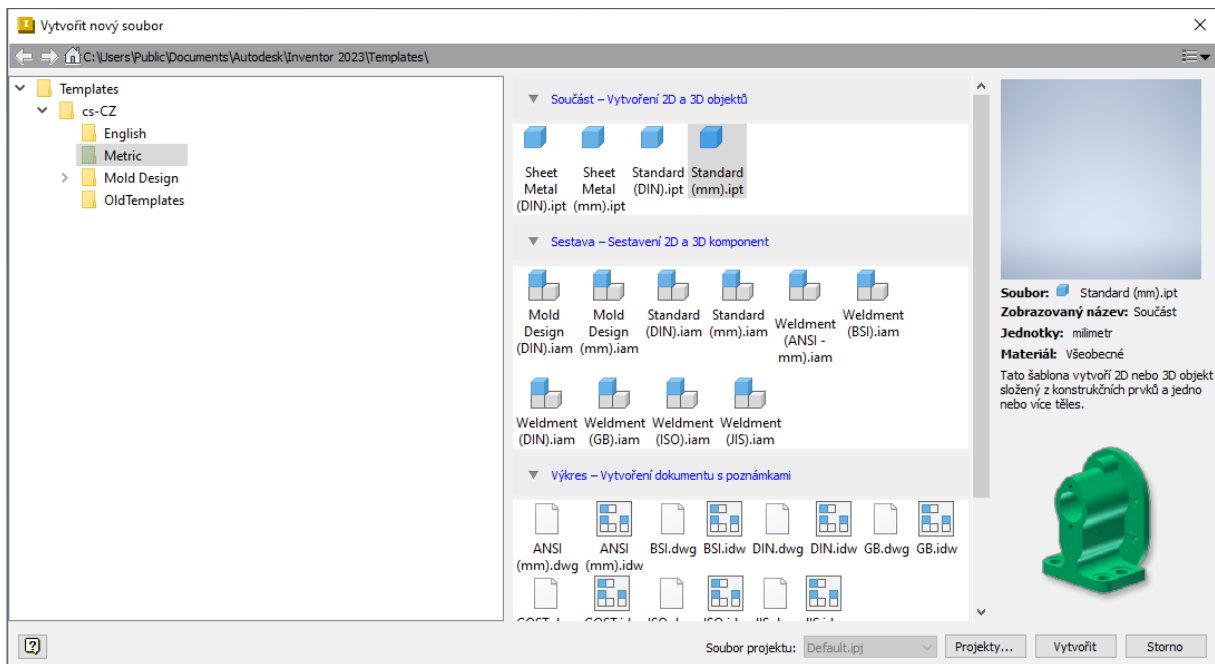 Vytvořit nový soubor
C:\Users\Public\Documents\Autodesk\Inventor 2023\Templates\
Templates
cs-CZ
English
Metric
Mold Design
OldTemplates
Součást – Vytvoření 2D a 3D objektů
Sheet Metal (DIN).ipt
Sheet Metal (mm).ipt
Standard (DIN).ipt
Standard (mm).ipt
Sestava – Sestavení 2D a 3D komponent
Mold Design (DIN).iam
Mold Design (mm).iam
Standard (DIN).iam
Standard (mm).iam
Weldment (ANSI - mm).iam
Weldment (BSI).iam
Weldment (DIN).iam
Weldment (GB).iam
Weldment (ISO).iam
Weldment (JIS).iam
Výkres – Vytvoření dokumentu s poznámkami
ANSI (mm).dwg
ANSI (mm).idw
BSI.dwg
BSI.idw
DIN.dwg
DIN.idw
GB.dwg
GB.idw
Soubor: Standard (mm).ipt
Zobrazovaný název: Součást
Jednotky: milimetr
Materiál: Všeobecné
Tato šablona vytvoří 2D nebo 3D objekt
složený z konstrukčních prvků a jedno
nebo více těles.
Soubor projektu: Default.ipj
Projekty...
Vytvořit
Storno